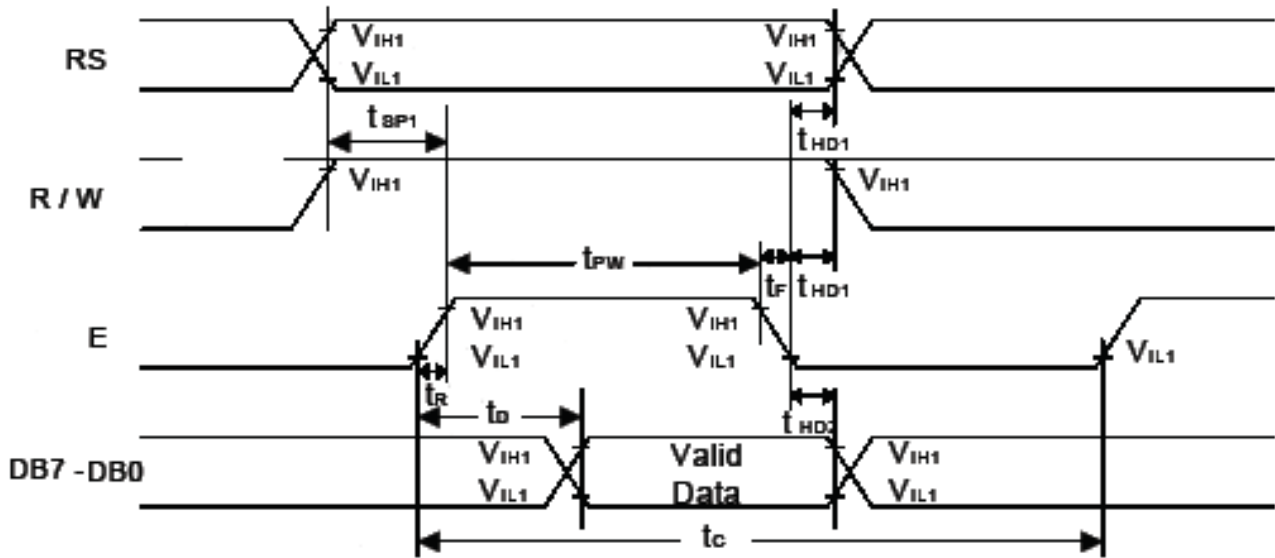 RS
VIH1 VIH1
VIL1 VIL1
tSP1 tHD1
R / W
VIH1 VIH1
tPW
tF tHD1
E
VIH1 VIH1
VIL1 VIL1 VIL1
tR
tD tHD2
DB7 -DB0
VIH1 Valid VIH1
VIL1 Data VIL1
tC